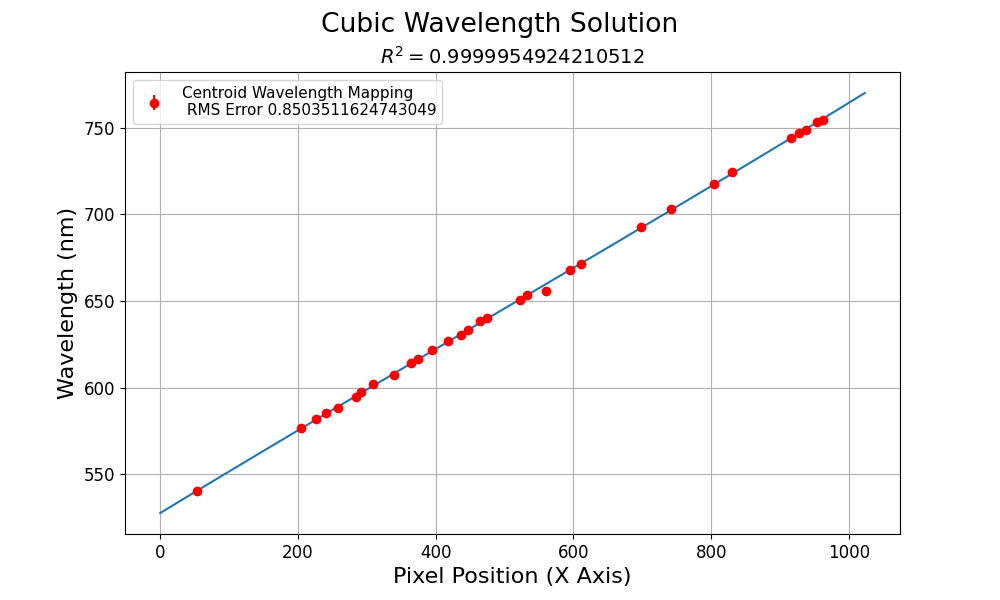 Cubic Wavelength Solution
R² = 0.9999954924210512
Centroid Wavelength Mapping
RMS Error 0.8503511624743049
750
700
650
600
550
Wavelength (nm)
0 200 400 600 800 1000
Pixel Position (X Axis)